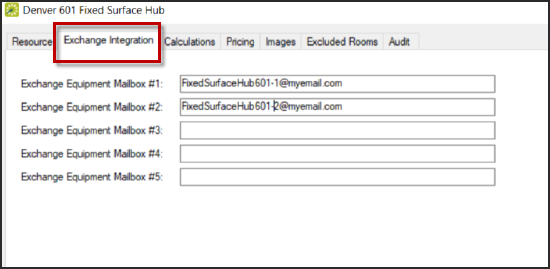 Denver 601 Fixed Surface Hub
Resource Exchange Integration Calculations Pricing Images Excluded Rooms Audit
Exchange Equipment Mailbox #1: FixedSurfaceHub601-1@myemail.com
Exchange Equipment Mailbox #2: FixedSurfaceHub601-2@myemail.com
Exchange Equipment Mailbox #3:
Exchange Equipment Mailbox #4:
Exchange Equipment Mailbox #5: